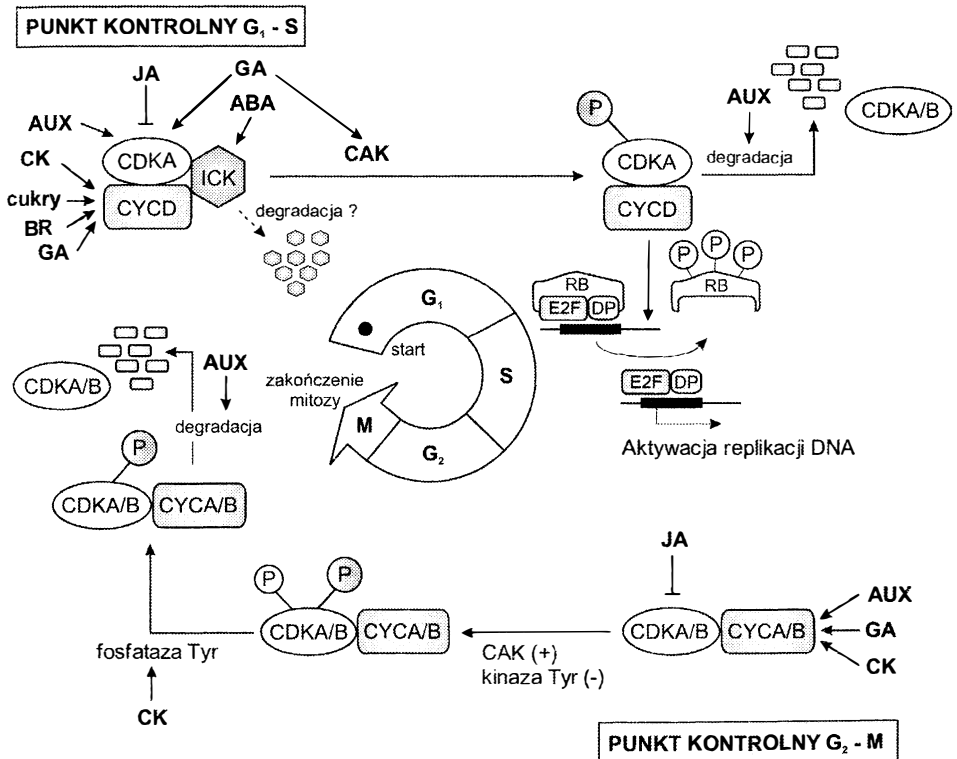 PUNKT KONTROLNY G₁ - S
JA
GA
ABA
AUX
CK
cukry
BR
GA
CDKA
ICK
CYCD
CAK
degradacja ?
P
CDKA
CYCD
AUX
degradacja
CDKA/B
RB
E2F
DP
P
P
P
RB
E2F
DP
Aktywacja replikacji DNA
G₁
start
S
G₂
M
zakończenie
mitozy
CDKA/B
AUX
degradacja
P
CDKA/B
CYCA/B
fosfataza Tyr
CK
P
P
CDKA/B
CYCA/B
CAK (+)
kinaza Tyr (-)
JA
CDKA/B
CYCA/B
AUX
GA
CK
PUNKT KONTROLNY G₂ - M